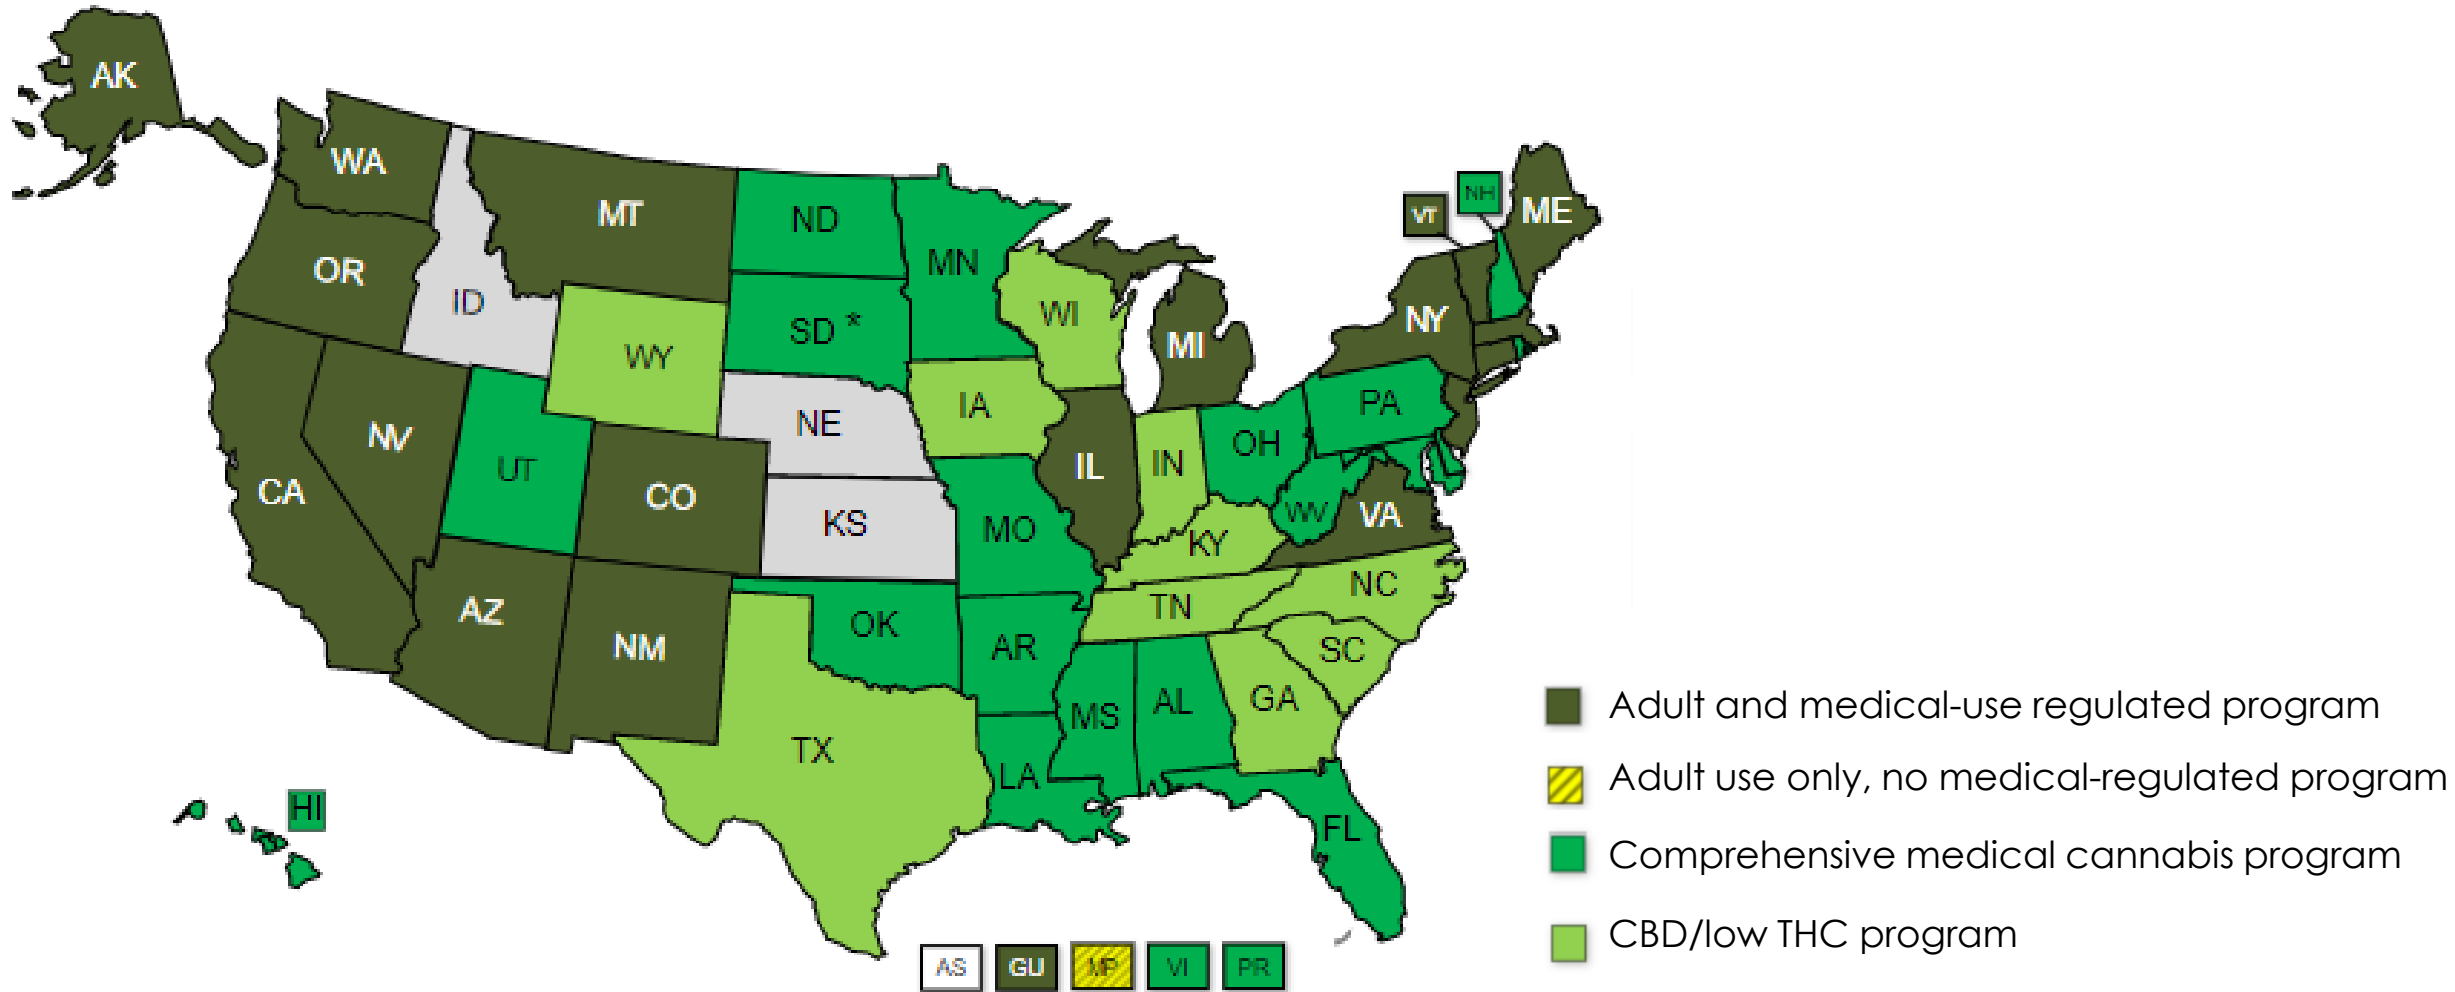 AK
WA
MT
ND
MN
VT
NH
ME
OR
ID
SD *
WI
MI
NY
WY
IA
NE
PA
NV
UT
CO
IL
IN
OH
CA
KS
MO
WV
VA
KY
NC
AZ
NM
OK
AR
TN
SC
TX
LA
MS
AL
GA
FL
HI
AS
GU
MP
VI
PR
Adult and medical-use regulated program
Adult use only, no medical-regulated program
Comprehensive medical cannabis program
CBD/low THC program